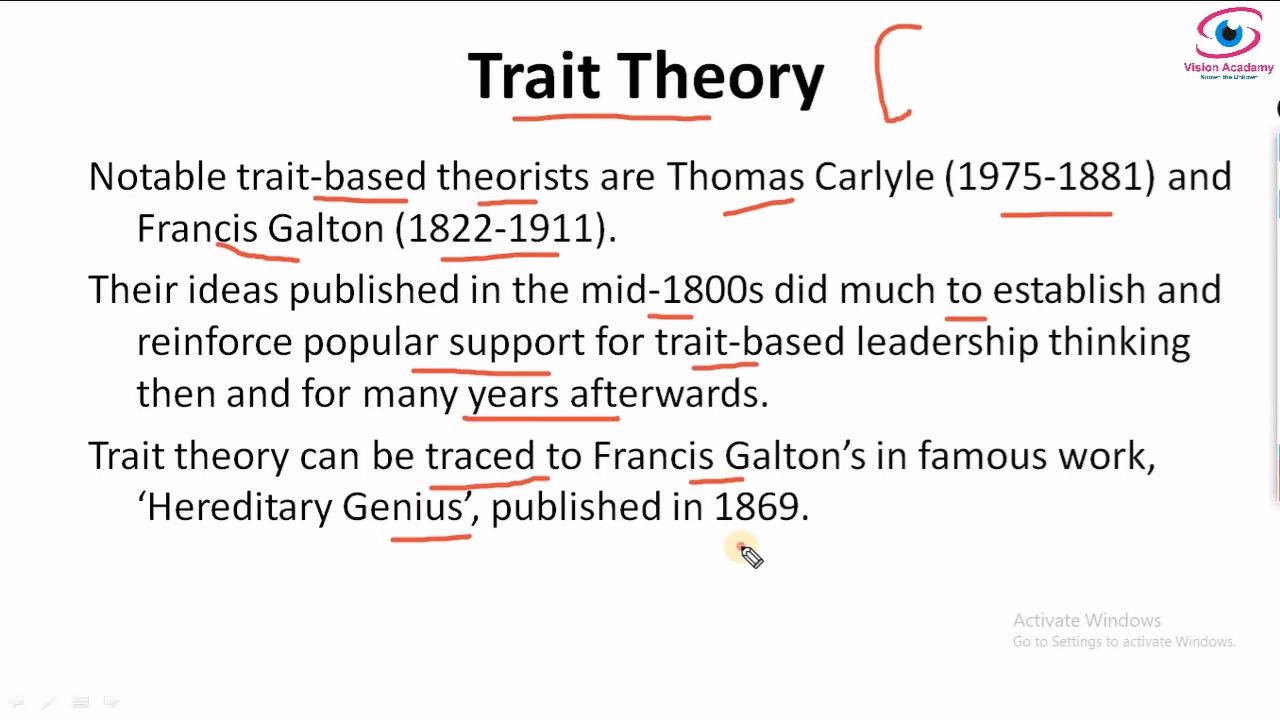 Trait Theory
Vision Academy
Known the Unkown
Notable trait-based theorists are Thomas Carlyle (1975-1881) and
Francis Galton (1822-1911).
Their ideas published in the mid-1800s did much to establish and
reinforce popular support for trait-based leadership thinking
then and for many years afterwards.
Trait theory can be traced to Francis Galton’s in famous work,
‘Hereditary Genius’, published in 1869.
Activate Windows
Go to Settings to activate Windows.